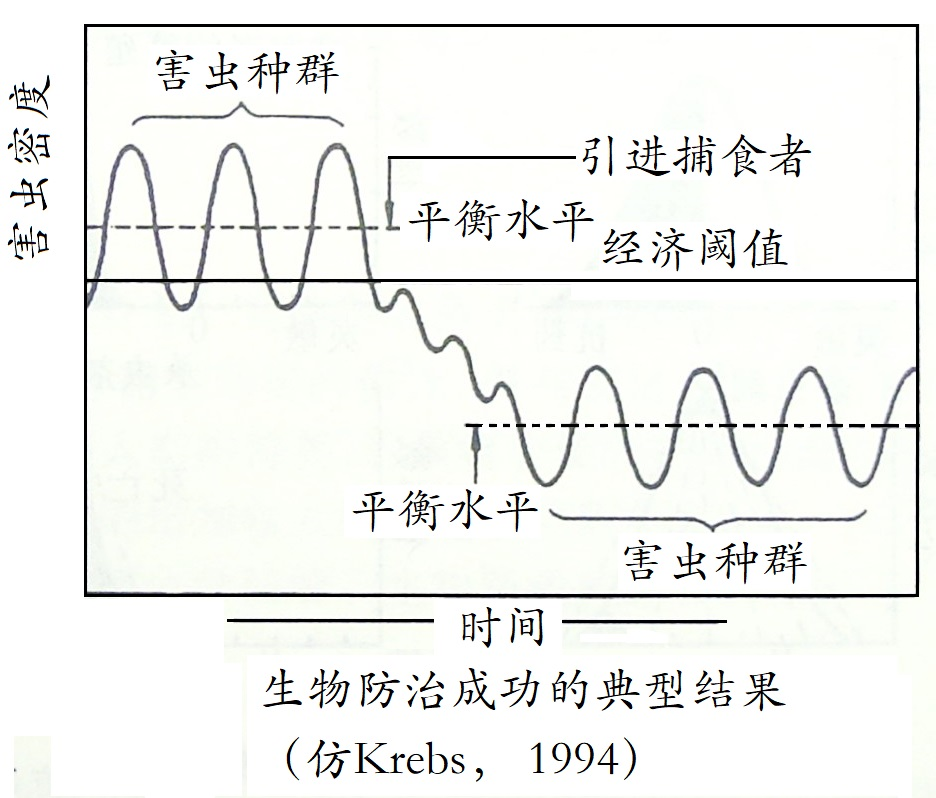 害虫密度
害虫种群
引进捕食者
平衡水平
经济阈值
平衡水平
害虫种群
时间
生物防治成功的典型结果
（仿Krebs，1994）